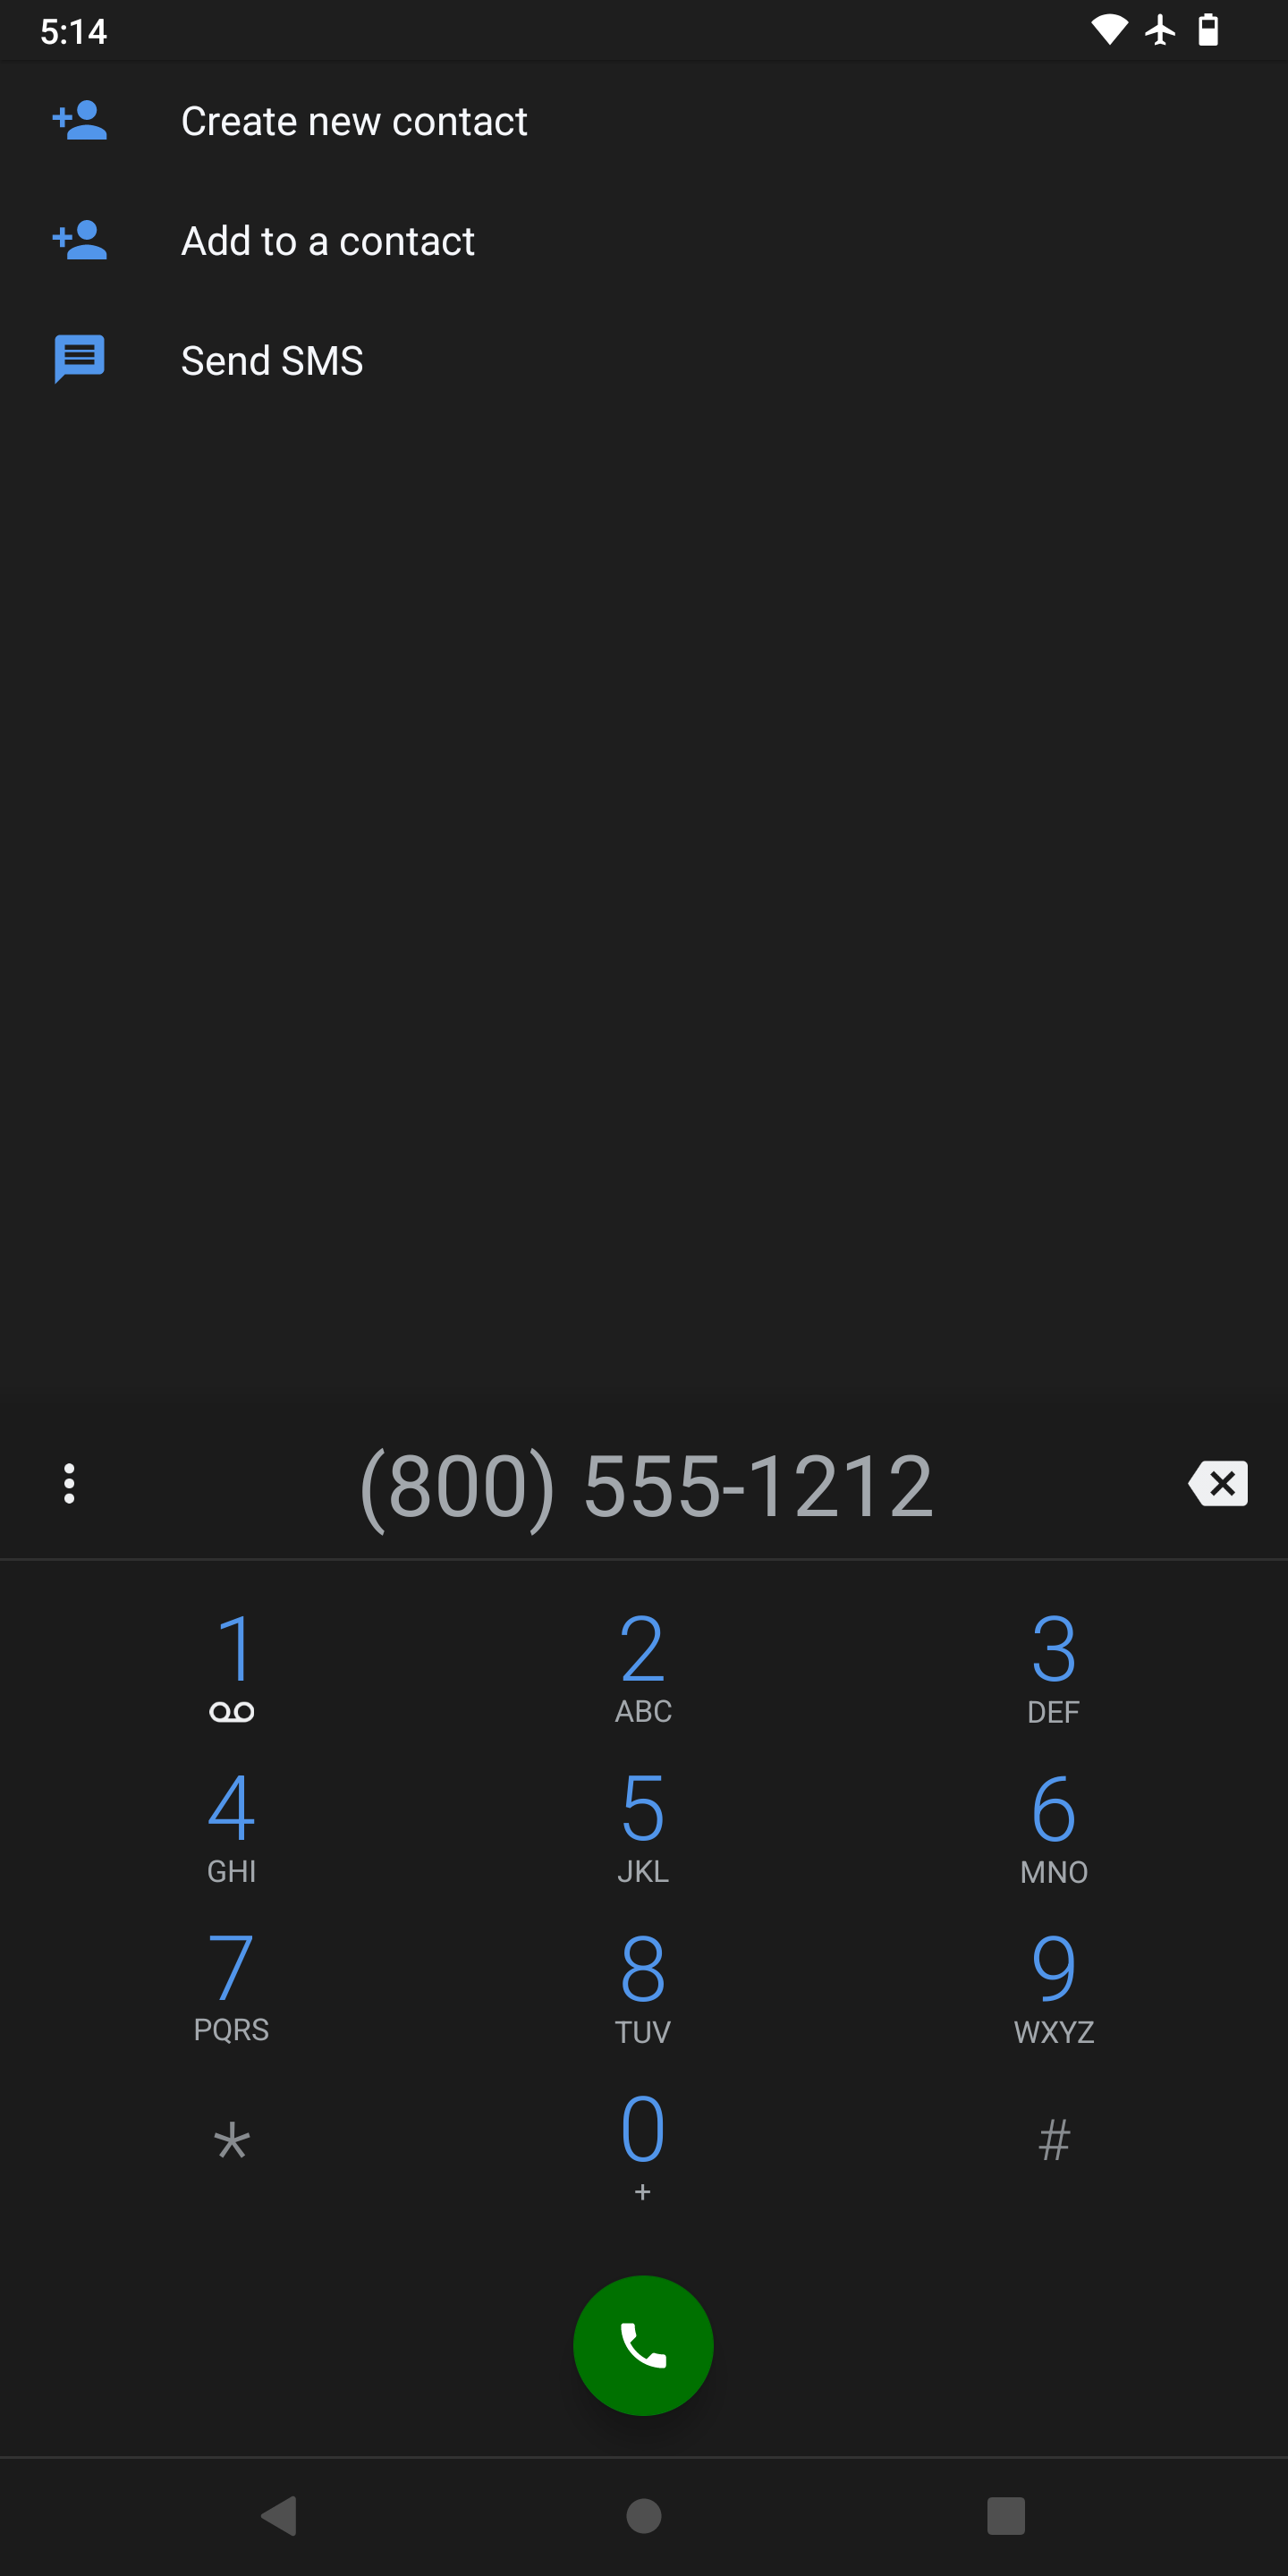 5:14
Create new contact
Add to a contact
Send SMS
(800) 555-1212
1 2 3
ABC DEF
4 5 6
GHI JKL MNO
7 8 9
PQRS TUV WXYZ
* 0 #
+